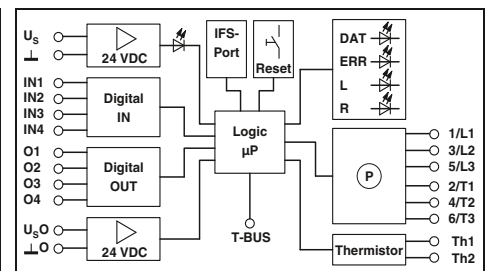 U_S
⊥
24 VDC
IFS-
Port
Reset
DAT
ERR
L
R
IN1
IN2
IN3
IN4
Digital
IN
Logic
µP
O1
O2
O3
O4
Digital
OUT
P
1/L1
3/L2
5/L3
2/T1
4/T2
6/T3
U_SO
⊥O
24 VDC
T-BUS
Thermistor
Th1
Th2